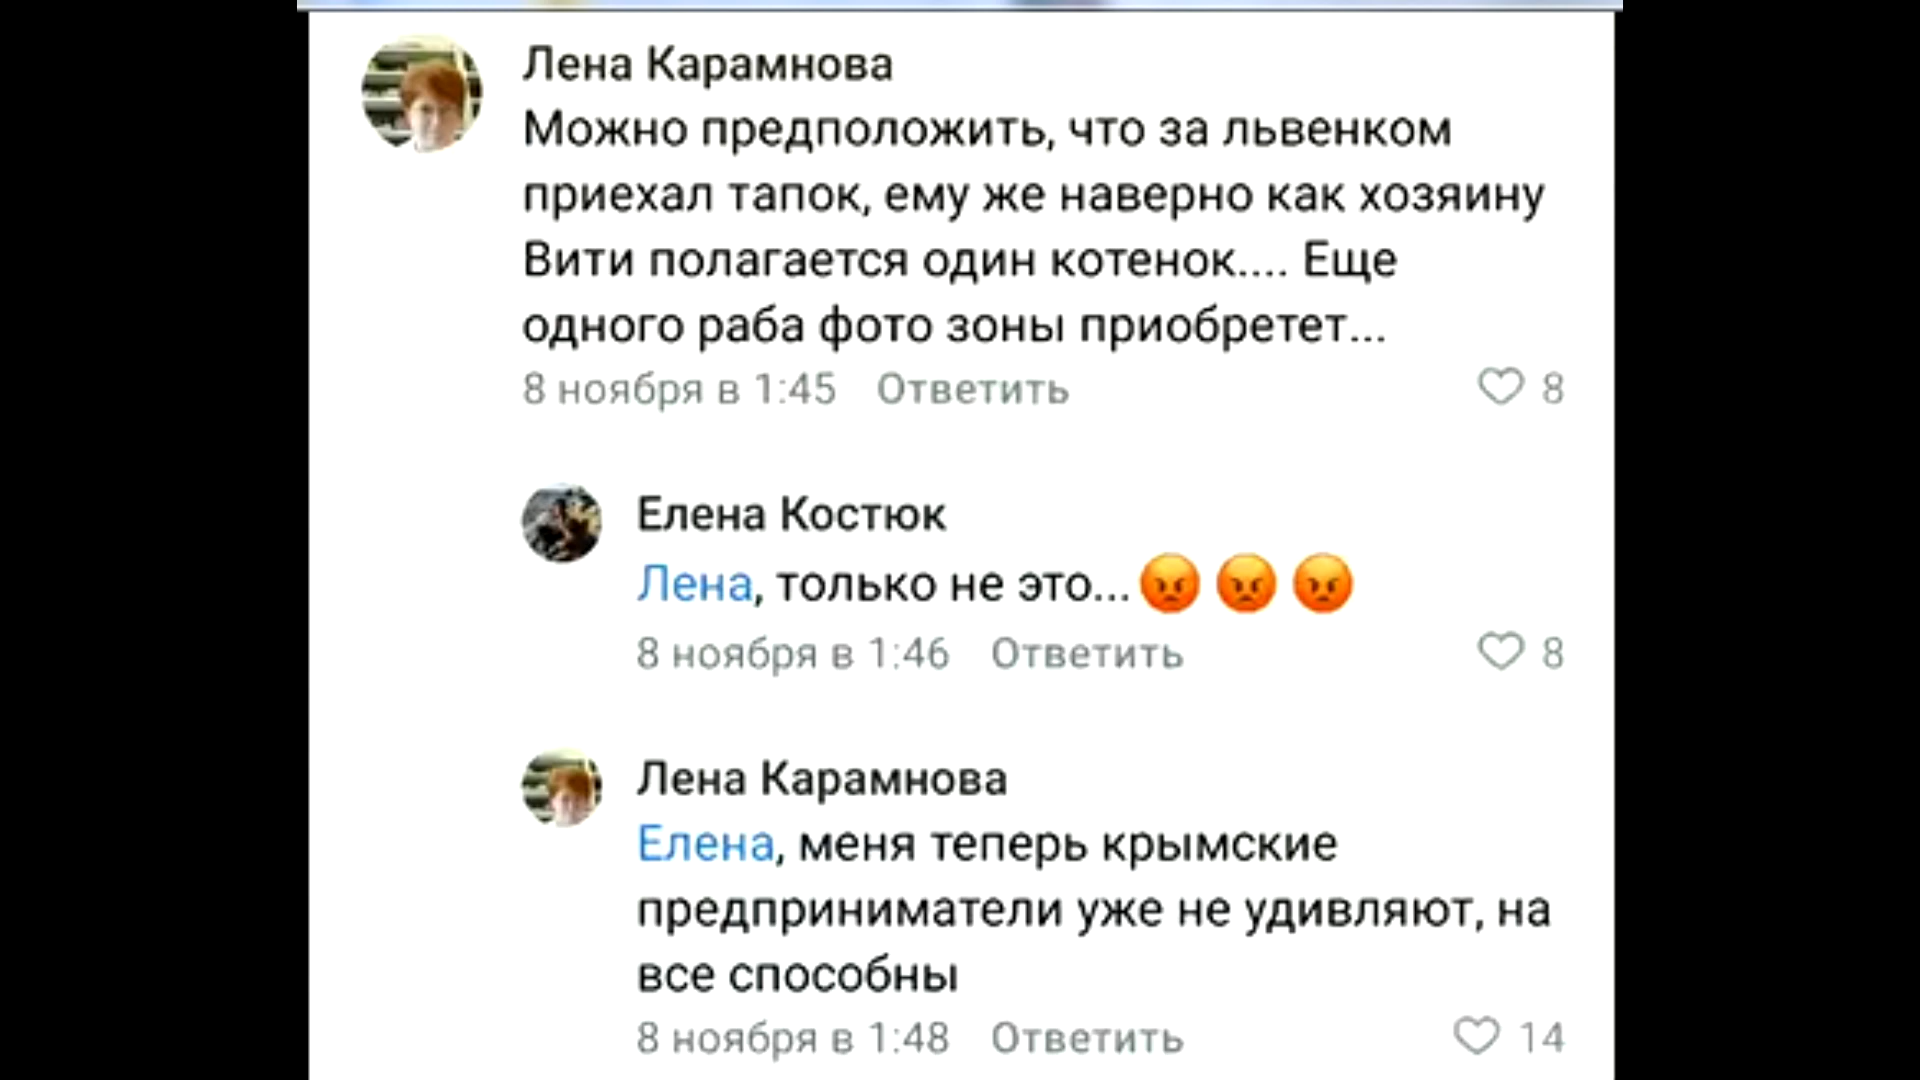 Лена Карамнова
Можно предположить, что за львенком
приехал тапок, ему же наверно как хозяину
Вити полагается один котенок.... Еще
одного раба фото зоны приобретет...
8 ноября в 1:45 Ответить 8
Елена Костюк
Лена, только не это...😡😡😡
8 ноября в 1:46 Ответить 8
Лена Карамнова
Елена, меня теперь крымские
предприниматели уже не удивляют, на
все способны
8 ноября в 1:48 Ответить 14